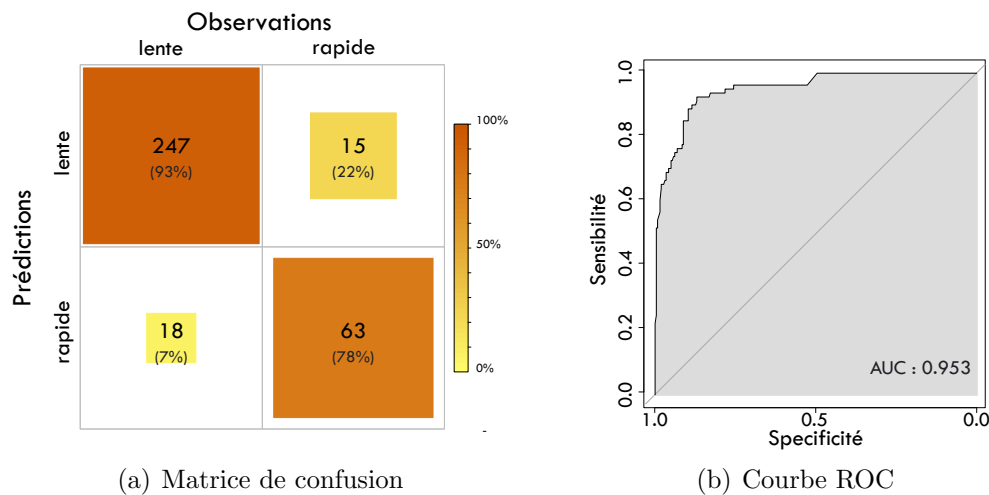 Observations
lente
rapide
Prédictions
lente
rapide
247
(93%)
15
(22%)
18
(7%)
63
(78%)
100%
50%
0%
-
Sensibilité
1.0
0.8
0.6
0.4
0.2
0.0
AUC : 0.953
1.0
0.5
0.0
Specificité
(a) Matrice de confusion
(b) Courbe ROC